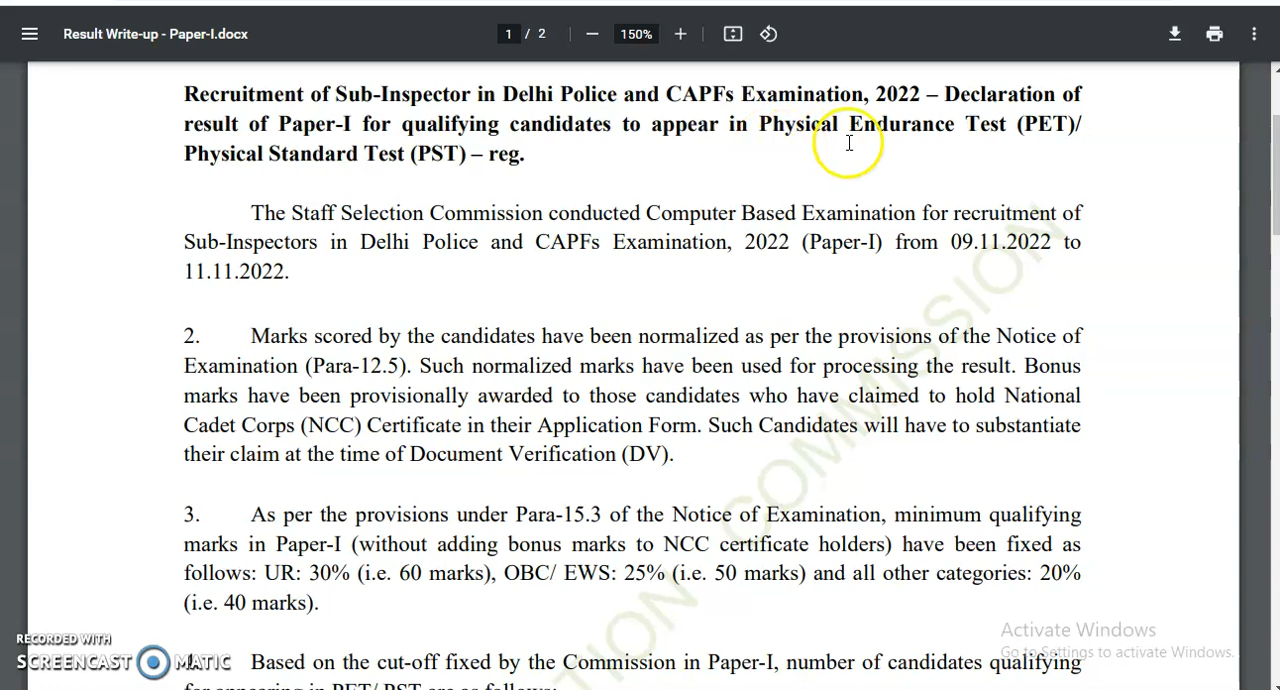 Result Write-up - Paper-I.docx
1 / 2
150%
Recruitment of Sub-Inspector in Delhi Police and CAPFs Examination, 2022 – Declaration of
result of Paper-I for qualifying candidates to appear in Physical Endurance Test (PET)/
Physical Standard Test (PST) – reg.
The Staff Selection Commission conducted Computer Based Examination for recruitment of
Sub-Inspectors in Delhi Police and CAPFs Examination, 2022 (Paper-I) from 09.11.2022 to
11.11.2022.
2. Marks scored by the candidates have been normalized as per the provisions of the Notice of
Examination (Para-12.5). Such normalized marks have been used for processing the result. Bonus
marks have been provisionally awarded to those candidates who have claimed to hold National
Cadet Corps (NCC) Certificate in their Application Form. Such Candidates will have to substantiate
their claim at the time of Document Verification (DV).
3. As per the provisions under Para-15.3 of the Notice of Examination, minimum qualifying
marks in Paper-I (without adding bonus marks to NCC certificate holders) have been fixed as
follows: UR: 30% (i.e. 60 marks), OBC/ EWS: 25% (i.e. 50 marks) and all other categories: 20%
(i.e. 40 marks).
Based on the cut-off fixed by the Commission in Paper-I, number of candidates qualifying
for appearing in PET/ PST are as follows:
TION COMMISSION
RECORDED WITH
SCREENCAST MATIC
Activate Windows
Go to Settings to activate Windows.